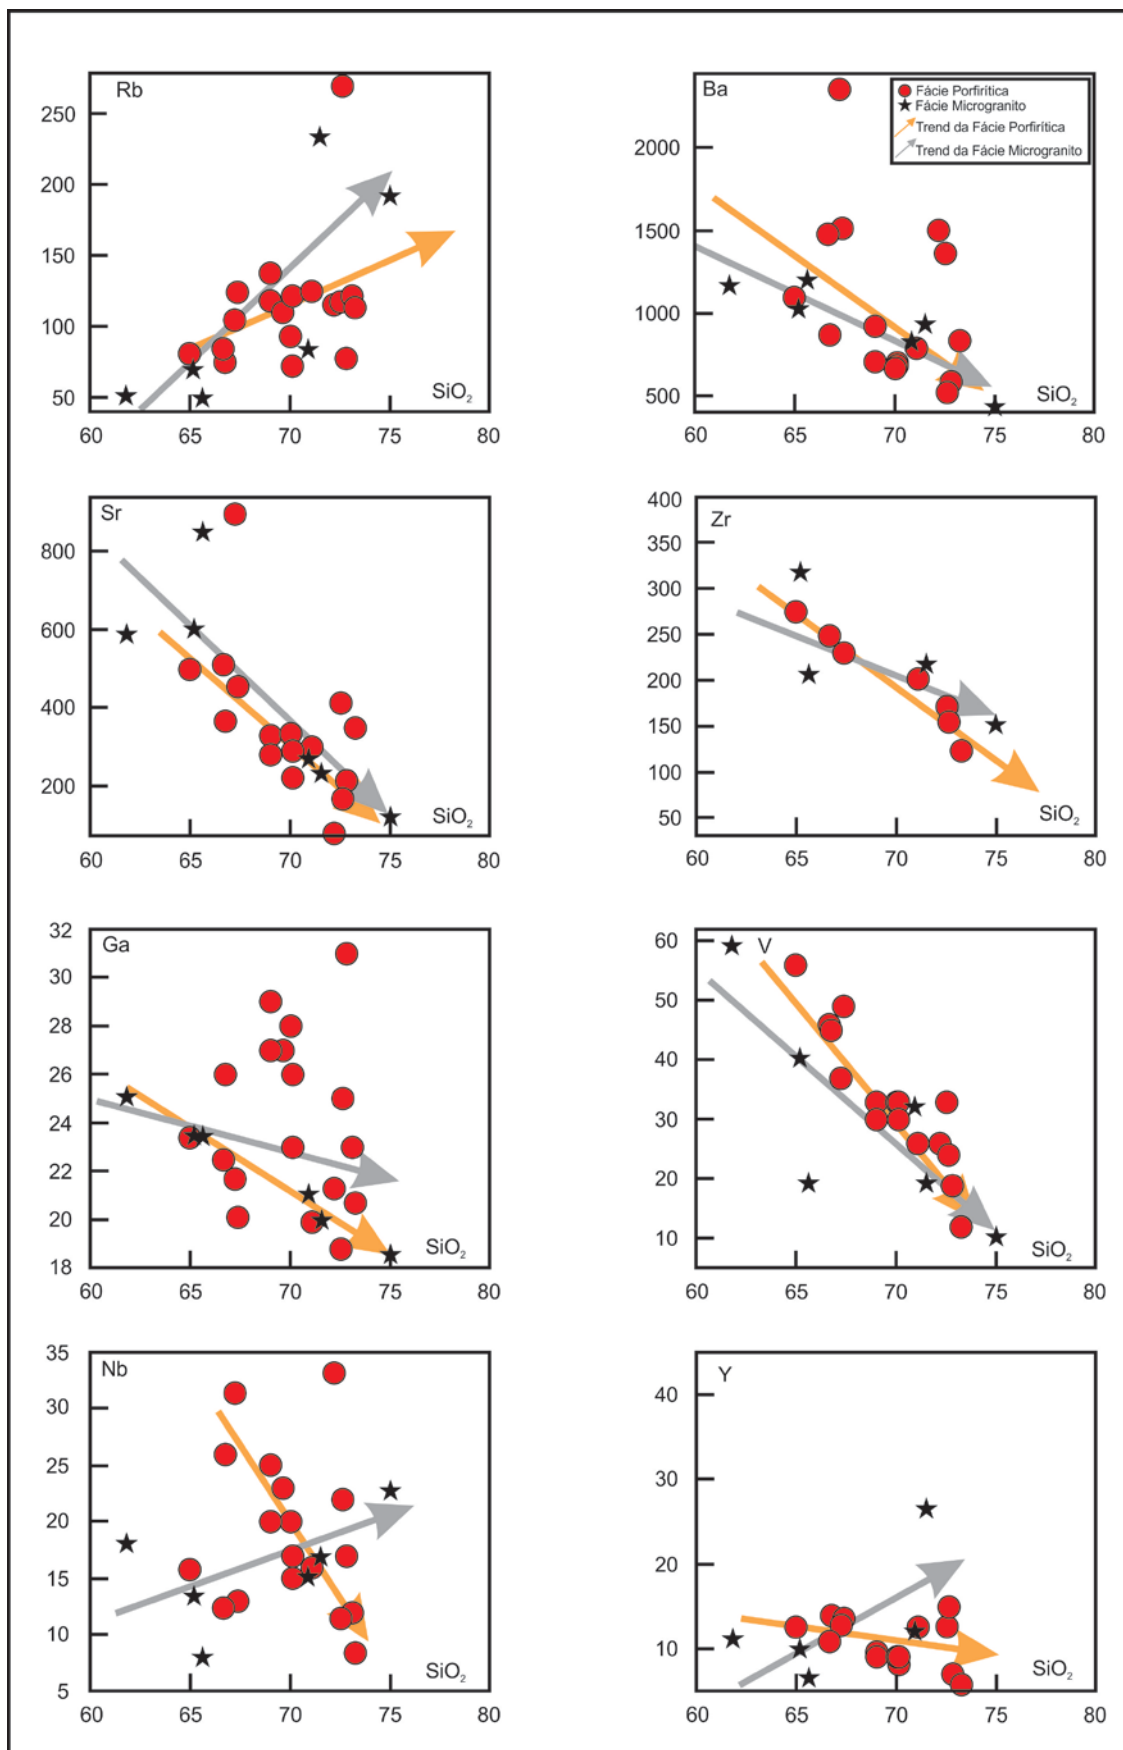 Rb
250
200
150
100
50
SiO₂
60 65 70 75 80
Ba
Fácie Porfirítica
Fácie Microgranito
Trend da Fácie Porfirítica
Trend da Fácie Microgranito
2000
1500
1000
500
SiO₂
60 65 70 75 80
Sr
800
600
400
200
SiO₂
60 65 70 75 80
Zr
400
350
300
250
200
150
100
50
SiO₂
60 65 70 75 80
Ga
32
30
28
26
24
22
20
18
SiO₂
60 65 70 75 80
V
60
50
40
30
20
10
SiO₂
60 65 70 75 80
Nb
35
30
25
20
15
10
5
SiO₂
60 65 70 75 80
Y
40
30
20
10
SiO₂
60 65 70 75 80